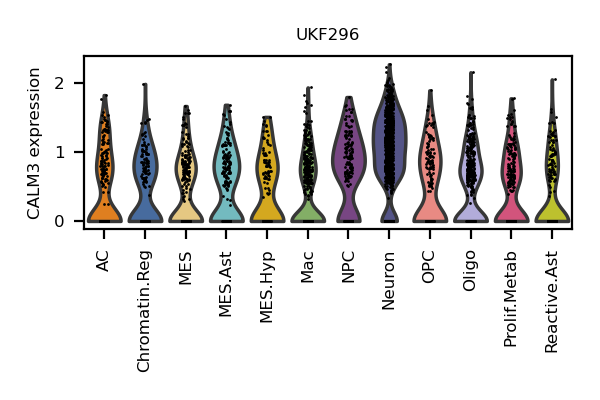 UKF296
CALM3 expression
2
1
0
AC
Chromatin.Reg
MES
MES.Ast
MES.Hyp
Mac
NPC
Neuron
OPC
Oligo
Prolif.Metab
Reactive.Ast